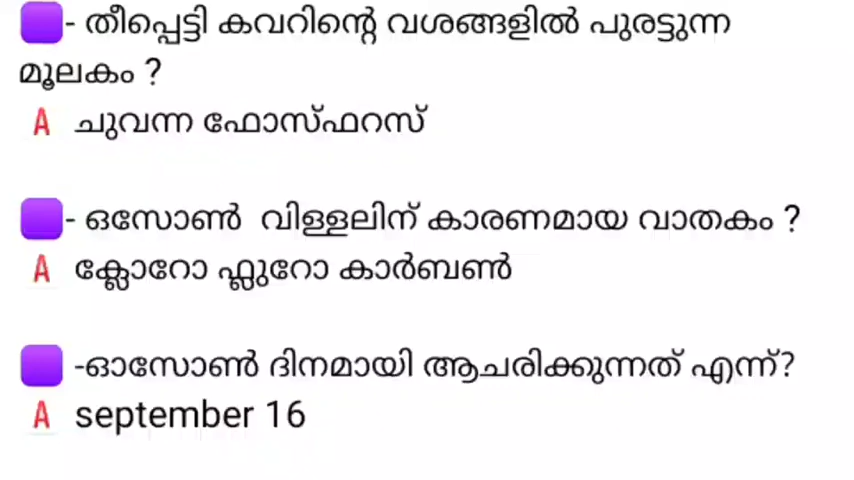 - തീപ്പെട്ടി കവറിന്റെ വശങ്ങളിൽ പുരട്ടുന്ന
മൂലകം ?
A ചുവന്ന ഫോസ്ഫറസ്
- ഒസോൺ വിള്ളലിന് കാരണമായ വാതകം ?
A ക്ലോറോ ഫ്ലുറോ കാർബൺ
-ഓസോൺ ദിനമായി ആചരിക്കുന്നത് എന്ന്?
A september 16